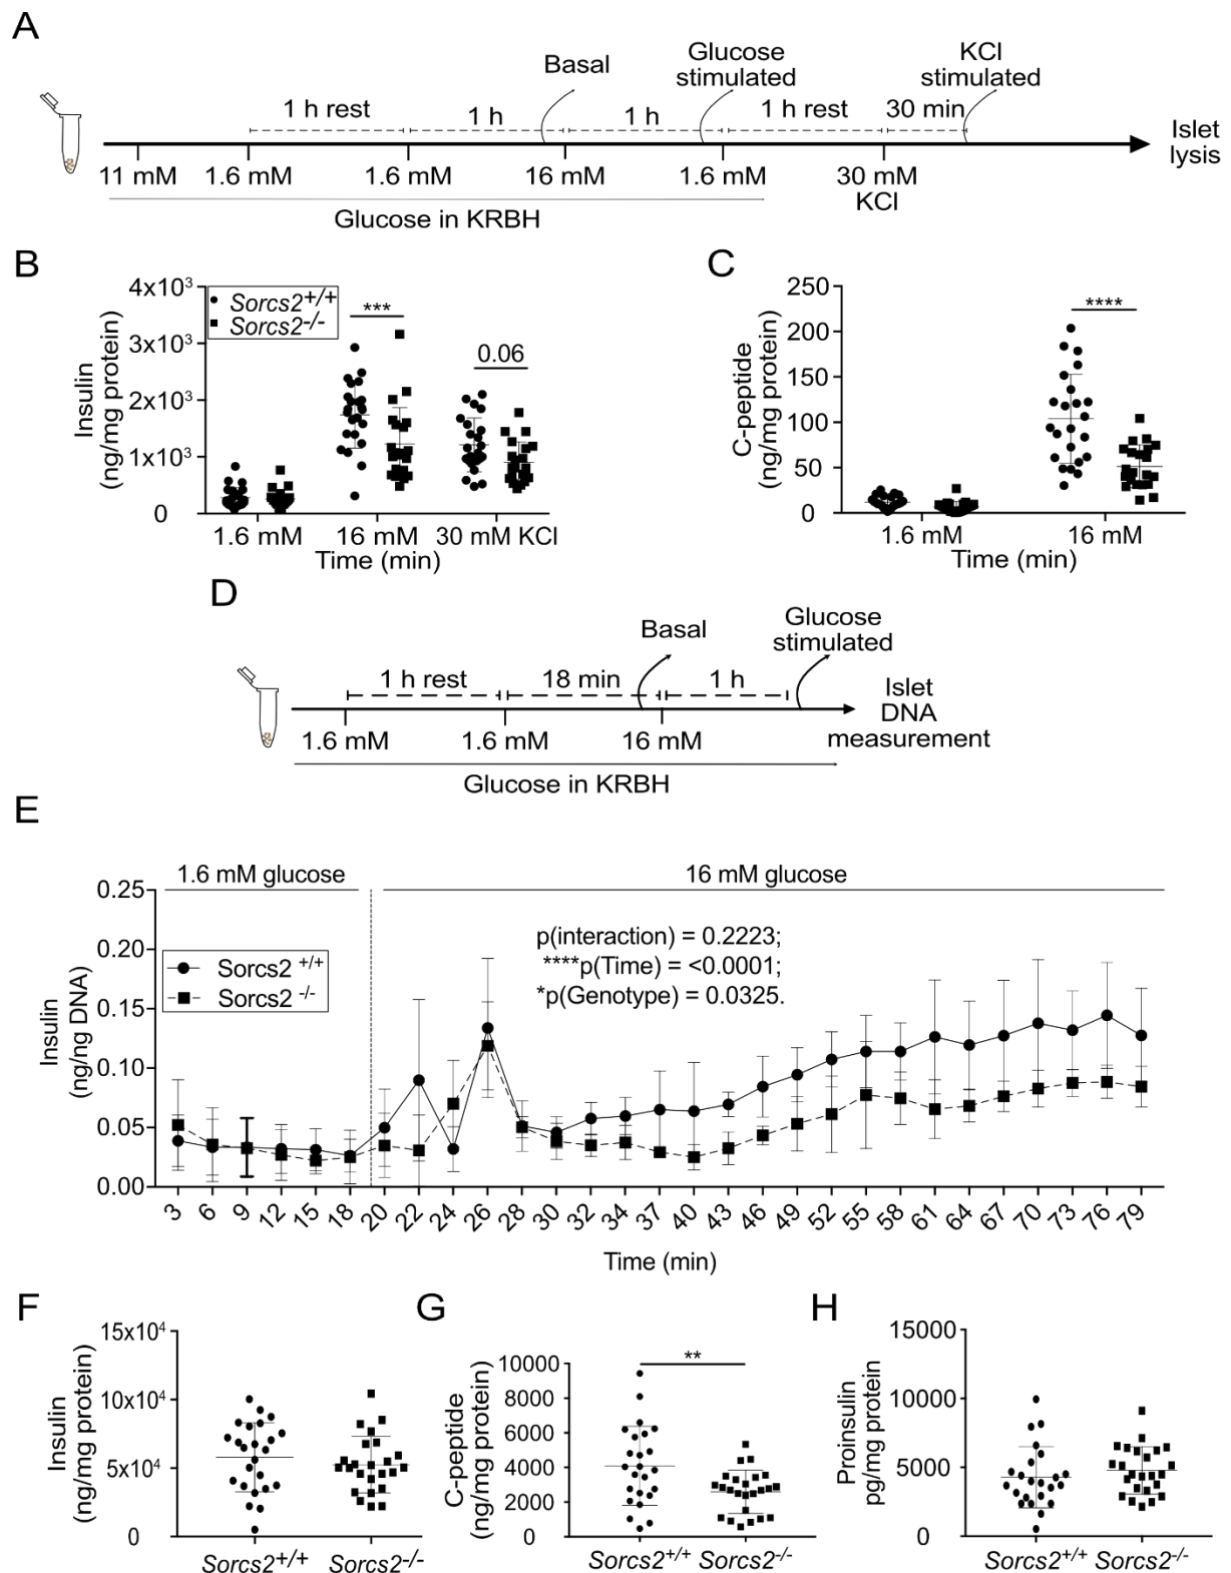 A
Basal
Glucose
stimulated
KCl
stimulated
1 h rest
1 h
1 h
1 h rest
30 min
Islet
lysis
11 mM
1.6 mM
1.6 mM
16 mM
1.6 mM
30 mM
KCl
Glucose in KRBH
B
4x10³
3x10³
2x10³
1x10³
0
Insulin
(ng/mg protein)
Sorcs2+/+
Sorcs2-/-
***
0.06
1.6 mM
16 mM
30 mM KCl
Time (min)
C
250
200
150
100
50
0
C-peptide
(ng/mg protein)
****
1.6 mM
16 mM
Time (min)
D
Basal
Glucose
stimulated
1 h rest
18 min
1 h
Islet
DNA
measurement
1.6 mM
1.6 mM
16 mM
Glucose in KRBH
E
1.6 mM glucose
16 mM glucose
0.25
0.20
0.15
0.10
0.05
0.00
Insulin
(ng/ng DNA)
Sorcs2 +/+
Sorcs2 -/-
p(interaction) = 0.2223;
****p(Time) = <0.0001;
*p(Genotype) = 0.0325.
3 6 9 12 15 18 20 22 24 26 28 30 32 34 37 40 43 46 49 52 55 58 61 64 67 70 73 76 79
Time (min)
F
15x10⁴
10x10⁴
5x10⁴
0
Insulin
(ng/mg protein)
Sorcs2+/+
Sorcs2-/-
G
10000
8000
6000
4000
2000
0
C-peptide
(ng/mg protein)
**
Sorcs2+/+
Sorcs2-/-
H
15000
10000
5000
0
Proinsulin
pg/mg protein
Sorcs2+/+
Sorcs2-/-